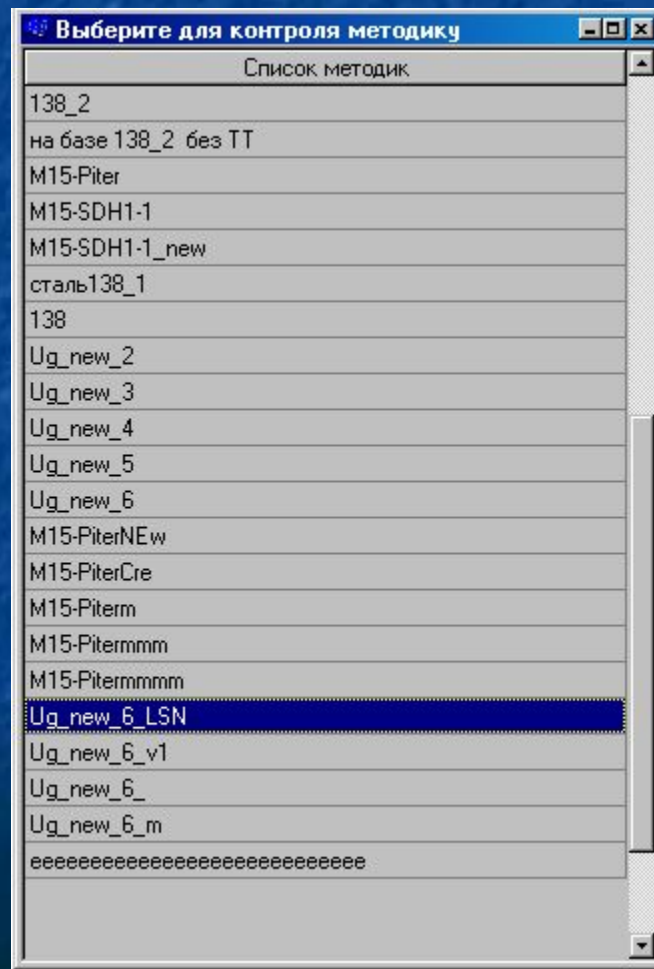 Выберите для контроля методику
Список методик
138_2
на базе 138_2 без ТТ
M15-Piter
M15-SDH1-1
M15-SDH1-1_new
сталь138_1
138
Ug_new_2
Ug_new_3
Ug_new_4
Ug_new_5
Ug_new_6
M15-PiterNEw
M15-PiterCre
M15-Piterm
M15-Pitermmm
M15-Pitermmmm
Ug_new_6_LSN
Ug_new_6_v1
Ug_new_6_
Ug_new_6_m
eeeeeeeeeeeeeeeeeeeeeeeeeeee